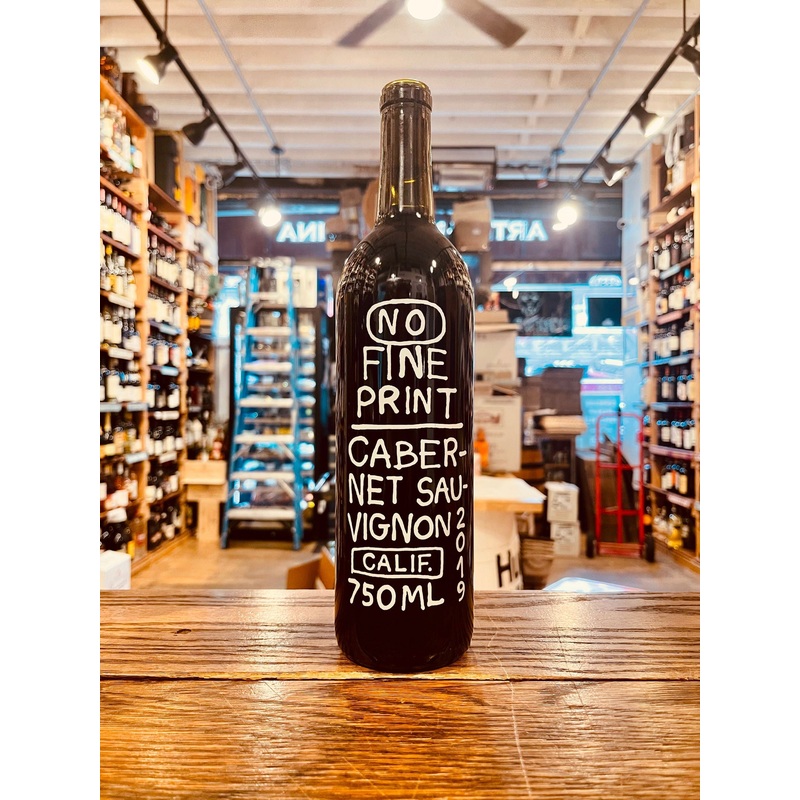 NO
FINE
PRINT
CABER-
NET SAU-
VIGNON
CALIF.
750ML
2019